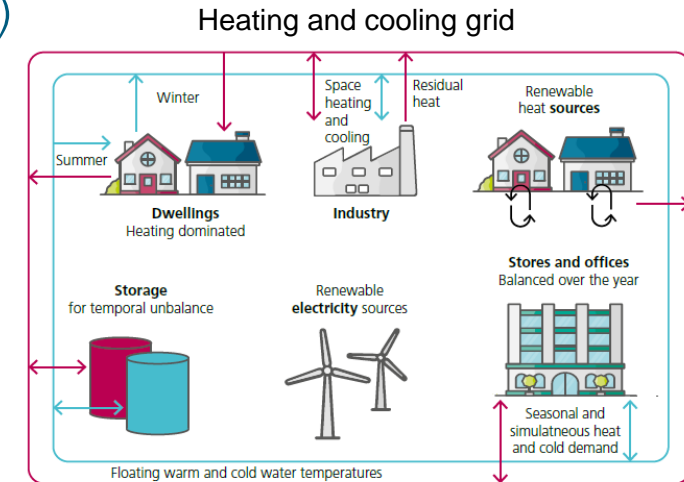 Heating and cooling grid
Winter
Summer
Dwellings
Heating dominated
Space
heating
and
cooling
Residual
heat
Industry
Renewable
heat sources
Storage
for temporal unbalance
Renewable
electricity sources
Stores and offices
Balanced over the year
Seasonal and
simulatneous heat
and cold demand
Floating warm and cold water temperatures